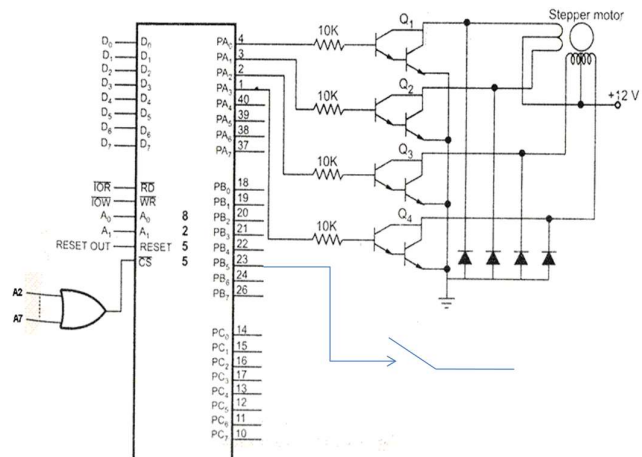 Stepper motor
+12 V
10K
Q1
10K
Q2
10K
Q3
10K
Q4
D0 D0
D1 D1
D2 D2
D3 D3
D4 D4
D5 D5
D6 D6
D7 D7
IOR RD
IOW WR
A0 A0
A1 A1
RESET OUT RESET
CS
8
2
5
5
A2
A7
PA0 4
PA1 3
PA2 2
PA3 1
PA4 40
PA5 39
PA6 38
PA7 37
PB0 18
PB1 19
PB2 20
PB3 21
PB4 22
PB5 23
PB6 24
PB7 26
PC0 14
PC1 15
PC2 16
PC3 17
PC4 13
PC5 12
PC6 11
PC7 10